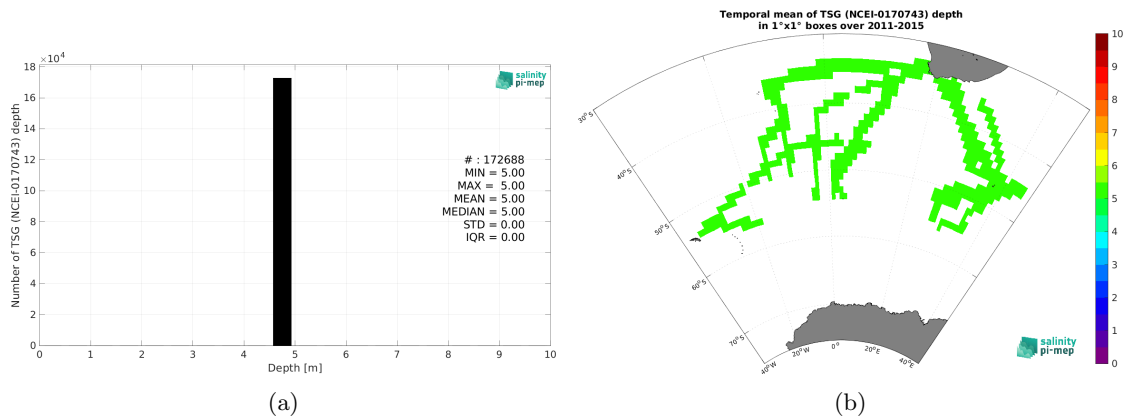 ×10⁴
18
16
14
12
10
8
6
4
2
0
Number of TSG (NCEI-0170743) depth
salinity
pi-mep
# : 172688
MIN = 5.00
MAX = 5.00
MEAN = 5.00
MEDIAN = 5.00
STD = 0.00
IQR = 0.00
0 1 2 3 4 5 6 7 8 9 10
Depth [m]
(a)
Temporal mean of TSG (NCEI-0170743) depth
in 1°x1° boxes over 2011-2015
30°S
40°S
50°S
60°S
70°S
40°W
20°W
0°
20°E
40°E
salinity
pi-mep
10
9
8
7
6
5
4
3
2
1
0
(b)